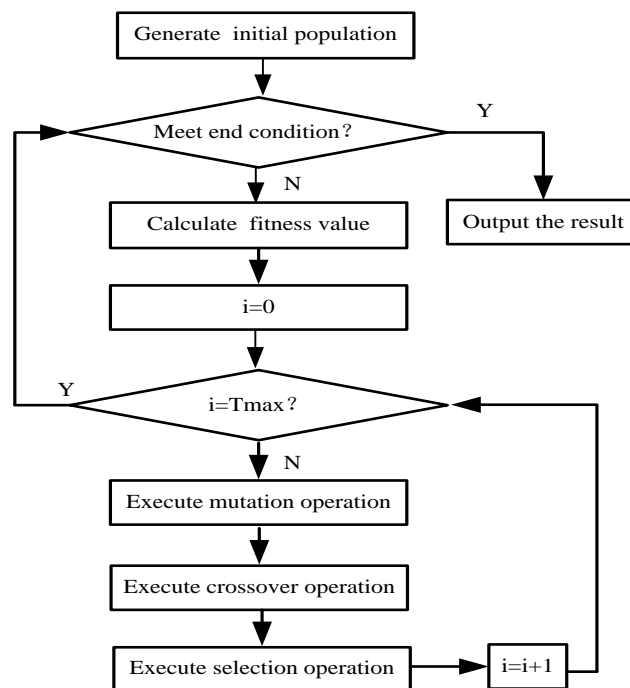 Generate initial population
Meet end condition？
Y
N
Calculate fitness value
Output the result
i=0
Y
i=Tmax？
N
Execute mutation operation
Execute crossover operation
Execute selection operation
i=i+1